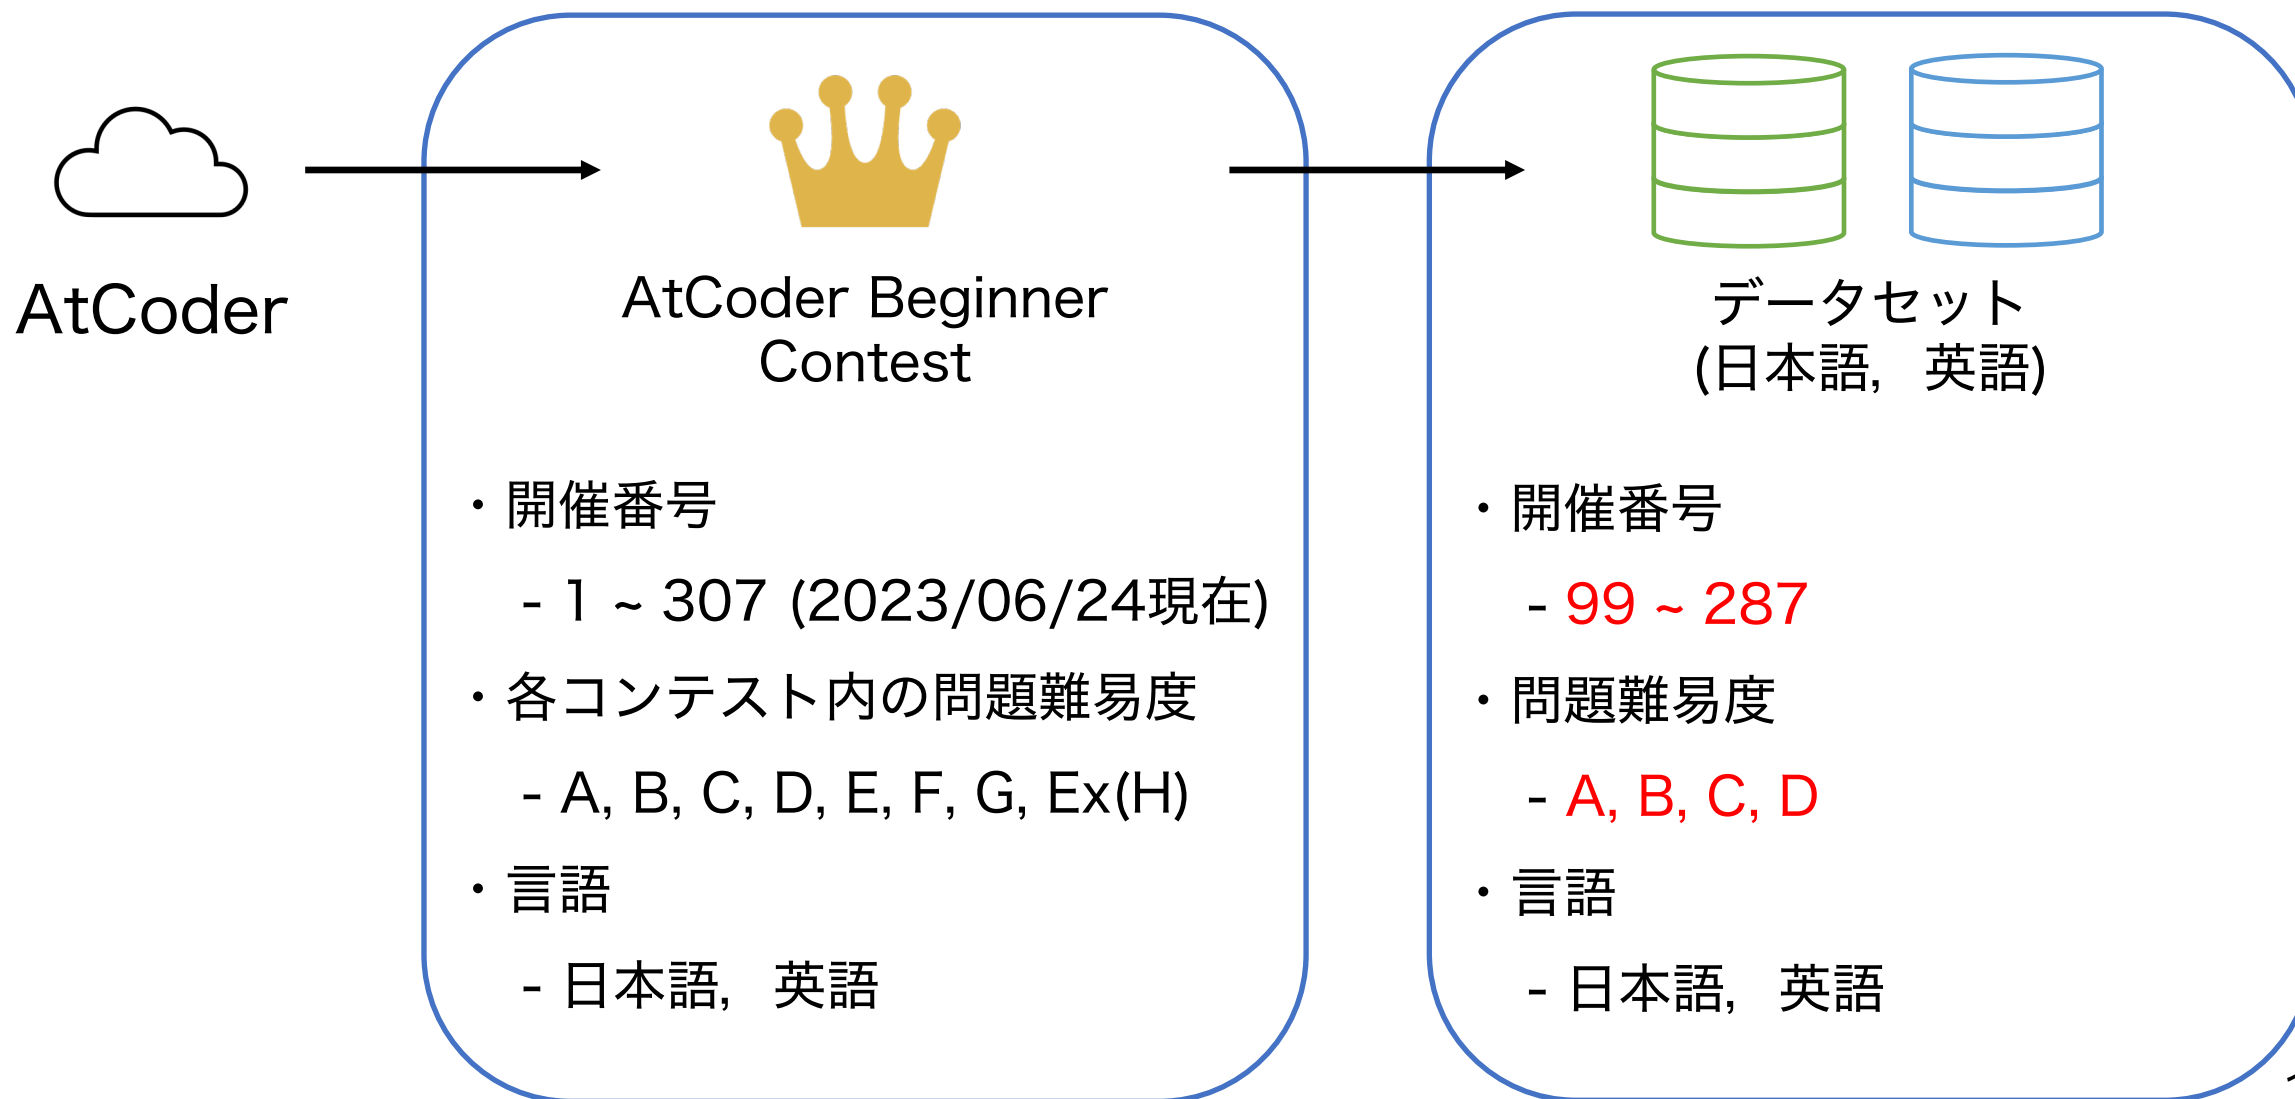 AtCoder
AtCoder Beginner
Contest
・開催番号
- 1 ~ 307 (2023/06/24現在)
・各コンテスト内の問題難易度
- A, B, C, D, E, F, G, Ex(H)
・言語
- 日本語, 英語
データセット
(日本語, 英語)
・開催番号
- 99 ~ 287
・問題難易度
- A, B, C, D
・言語
- 日本語, 英語